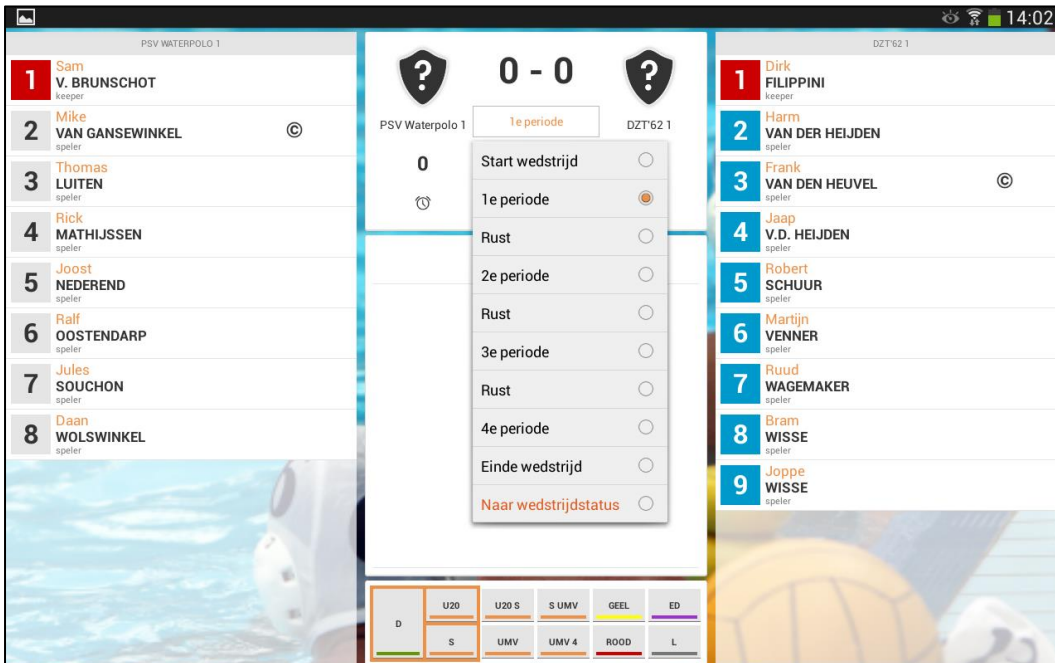 14:02
PSV WATERPOLO 1
1
Sam
V. BRUNSCHOT
keeper
2
Mike
VAN GANSEWINKEL ©
speler
3
Thomas
LUITEN
speler
4
Rick
MATHIJSSEN
speler
5
Joost
NEDEREND
speler
6
Ralf
OOSTENDARP
speler
7
Jules
SOUCHON
speler
8
Daan
WOLSWINKEL
speler
? 0 - 0 ?
PSV Waterpolo 1 1e periode DZT'62 1
0
Start wedstrijd
1e periode
Rust
2e periode
Rust
3e periode
Rust
4e periode
Einde wedstrijd
Naar wedstrijdstatus
D
U20 U20 S S UMV GEEL ED
S UMV UMV 4 ROOD L
DZT'62 1
1
Dirk
FILIPPINI
keeper
2
Harm
VAN DER HEIJDEN
speler
3
Frank
VAN DEN HEUVEL ©
speler
4
Jaap
V.D. HEIJDEN
speler
5
Robert
SCHUUR
speler
6
Martijn
VENNER
speler
7
Ruud
WAGEMAKER
speler
8
Bram
WISSE
speler
9
Joppe
WISSE
speler